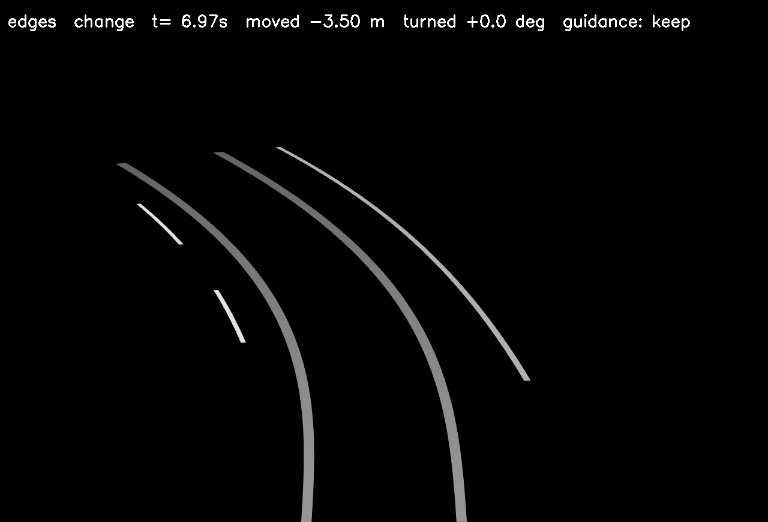 edges change t= 6.97s moved −3.50 m turned +0.0 deg guidance: keep